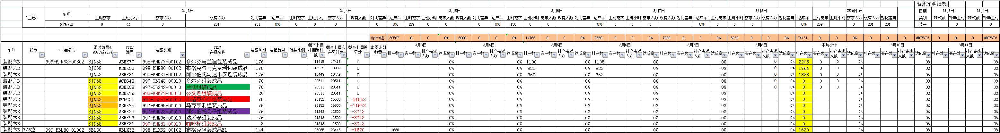 各周PP明细表
汇总: 车间 3月3日 3月4日 3月5日 3月6日 3月7日 3月8日 本周小计 日期 3月3日 3月4日
工时需求 上班小时 需求人数 现有人数 对比差异 达成率 工时需求 上班小时 需求人数 现有人数 对比差异 达成率 工时需求 上班小时 需求人数 现有人数 对比差异 达成率 工时需求 上班小时 需求人数 现有人数 对比差异 达成率 工时需求 上班小时 需求人数 现有人数 对比差异 达成率 工时需求 上班小时 需求人数 现有人数 对比差异 达成率 工时需求 上班小时 需求人数 现有人数 对比差异 类别 PP款数 补助工时 PP款数 补助工时
装配六B 0 11 0 231 231 0% 0 0 0 0 0% 129 0 0 0 0% 130 0 0 0% 0 0 0 0% 0 0 0 0% 259 0 231 231 装一 0 0
合计A组: 30507 0 0 0% 6000 0 0 0% 14762 0 0 0% 9650 0 0 0% 7000 0 0 0% 6232 0 0 0% 74151 0 0 0% 0 0 0 #DIV/0! 0 0 0 #DIV/0!
车间 拉别 999层编号 混装编号&#O/C或MSF# #SKU编号 装配类别 SKU#产品名称 装配周期 装箱数量 混装比例 截至上周排期累计数 截至上周实产累计数 截至上周差异数 本周计划数量 3月3日 3月4日 3月5日 3月6日 3月7日 3月8日 本周小计 3月10日 3月11日
排产数 实产数 排产需求人数 达成率 排产数 实产数 排产需求人数 达成率 排产数 实产数 排产需求人数 达成率 排产数 实产数 排产需求人数 达成率 排产数 实产数 排产需求人数 达成率 排产数 实产数 排产需求人数 达成率 排产数 实产数 排产需求人数 达成率 排产数 实产数 排产需求人数 达成率 排产数 实产数 排产需求人数 达成率
装配六B 999-BJN68-00302 BJN68 #BHK77 998-BHK77-00102 多尔芬与兰迪包装成品 176 17415 17415 0 0% 0% 1100 0% 1105 0% 0% 0 0% 2205 0 0 0% 0% 0%
装配六B BJN68 #BHK80 998-BHK80-00102 布洛克与马克亨利包装成品 176 13932 13932 0 0% 0% 882 0% 882 0% 0% 0 0% 1764 0 0 0% 0% 0%
装配六B BJN68 #BHK81 998-BHK81-00102 阿尔伯托与达米安包装成品 176 10449 10449 0 0% 0% 660 0% 663 0% 0% 0 0% 1323 0 0 0% 0% 0%
装配六B BJN68 #CBG48 997-CBG48-00010 多尔芬组装成品 76 20511 20511 0 0% 0% 0% 0% 0% 0 0% 0 0 0 0% 0% 0%
装配六B BJN68 #BHK88 997-CBG48-00010 兰迪组装成品 76 20511 20511 0 0% 0% 0% 0% 0% 0 0% 0 0 0 0% 0% 0%
装配六B BJN68 #BHK79 990-BHK79-00010 公文包组装成品 20 20511 20511 0 0% 0% 0% 0% 0% 0% 0 0% 0% 0%
装配六B BJN68 #CBG51 997-CBG51-00010 布洛克公仔组装成品 76 28152 16500 -11652 0% 0% 0% 0% 0% 0% 0 0% 0% 0%
装配六B BJN68 #BHK95 997-BHK95-00010 马克亨利组装成品 76 28152 16500 -11652 0% 0% 0% 0% 0% 0% 0 0% 0% 0%
装配六B BJN68 #BHK23 997-BHK23-00010 阿尔伯托公仔组装成品 76 21243 12500 -8743 0% 0% 0% 0% 0% 0% 0 0% 0% 0%
装配六B BJN68 #BHK96 997-BHK96-00010 达米安组装成品 76 21243 12500 -8743 0% 0% 0% 0% 0% 0% 0 0% 0% 0%
装配六B BJN68 #BHK81 990-BHK81-00010 咖啡杯组装成品 8 21243 12500 -8743 0% 0% 0% 0% 0% 0% 0 0% 0% 0%
装配六B 7/8拉 999-BBL80-01002 BBL80 #BLX32 998-BLX32-00102 布洛克包装成品EL 144 25065 23445 -1620 1620 0% 0% 0% 0% 0% 0% 1620 0% 0% 0%